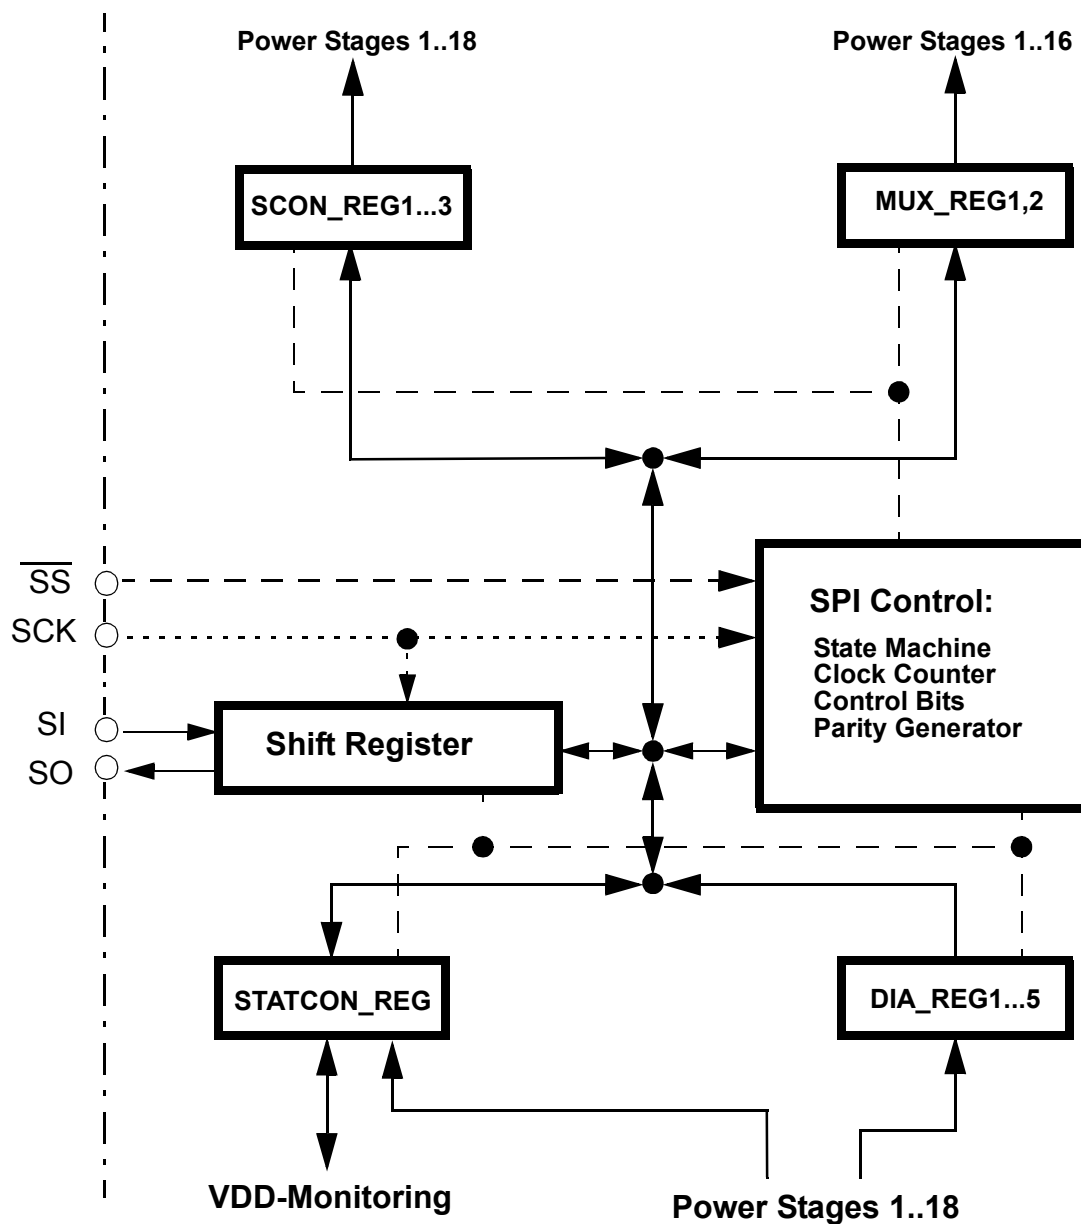 Power Stages 1..18
Power Stages 1..16
SCON_REG1...3
MUX_REG1,2
SS
SCK
SI
SO
SPI Control:
State Machine
Clock Counter
Control Bits
Parity Generator
Shift Register
STATCON_REG
DIA_REG1...5
VDD-Monitoring
Power Stages 1..18